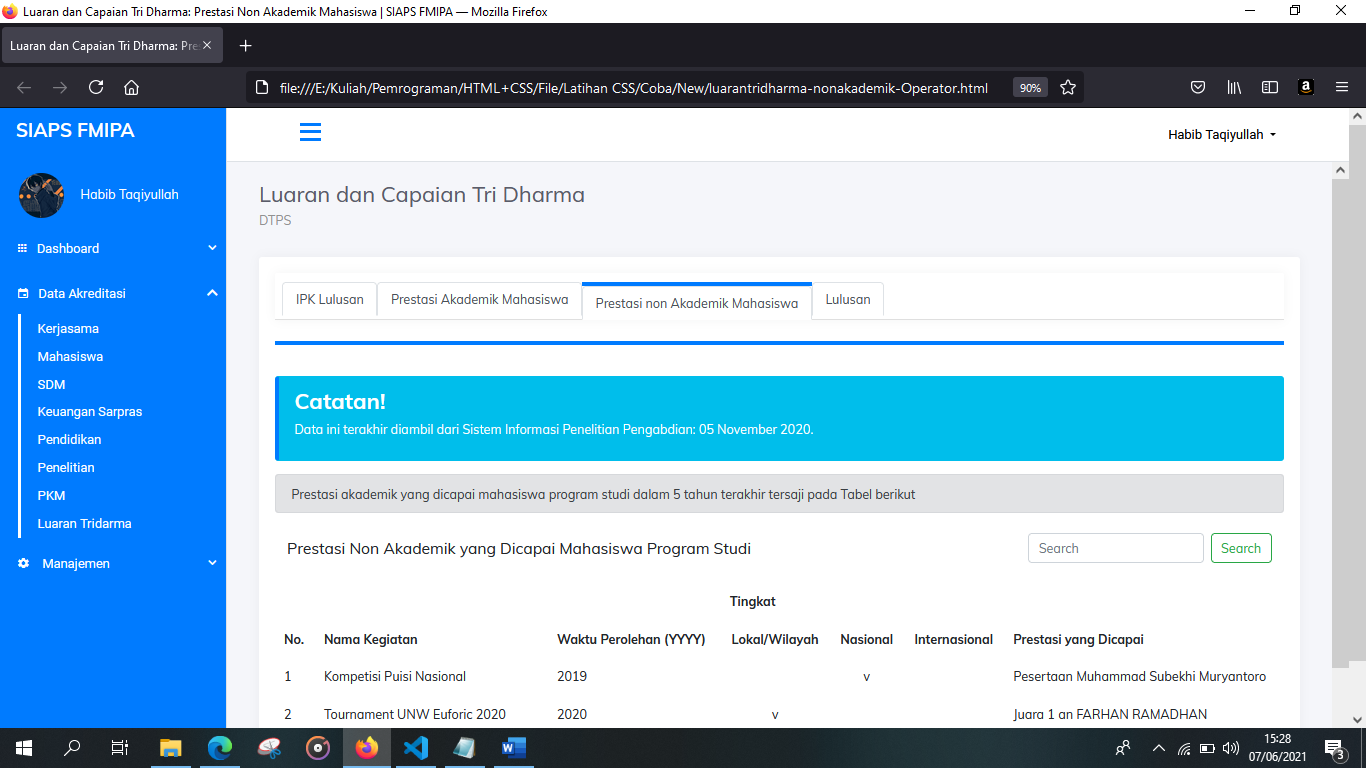 Luaran dan Capaian Tri Dharma: Prestasi Non Akademik Mahasiswa | SIAPS FMIPA — Mozilla Firefox
Luaran dan Capaian Tri Dharma: Pre
file:///E:/Kuliah/Pemrograman/HTML+CSS/File/Latihan CSS/Coba/New/luarantridharma-nonakademik-Operator.html
90%
SIAPS FMIPA
Habib Taqiyullah
Habib Taqiyullah
Dashboard
Data Akreditasi
Kerjasama
Mahasiswa
SDM
Keuangan Sarpras
Pendidikan
Penelitian
PKM
Luaran Tridarma
Manajemen
Luaran dan Capaian Tri Dharma
DTPS
IPK Lulusan
Prestasi Akademik Mahasiswa
Prestasi non Akademik Mahasiswa
Lulusan
Catatan!
Data ini terakhir diambil dari Sistem Informasi Penelitian Pengabdian: 05 November 2020.
Prestasi akademik yang dicapai mahasiswa program studi dalam 5 tahun terakhir tersaji pada Tabel berikut
Prestasi Non Akademik yang Dicapai Mahasiswa Program Studi
Search
Search
Tingkat
No. Nama Kegiatan Waktu Perolehan (YYYY) Lokal/Wilayah Nasional Internasional Prestasi yang Dicapai
1 Kompetisi Puisi Nasional 2019 v Pesertaan Muhammad Subekhi Muryantoro
2 Tournament UNW Euforic 2020 2020 v Juara 1 an FARHAN RAMADHAN
15:28
07/06/2021
3